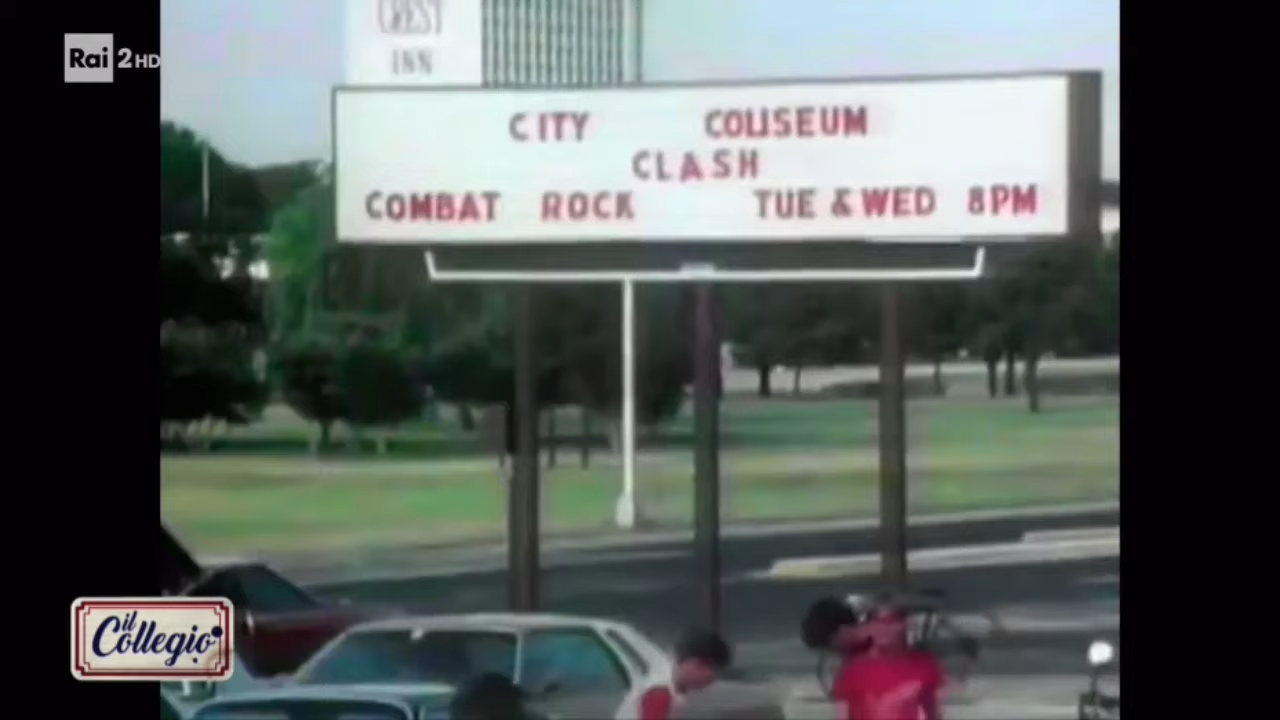 Rai 2HD
CREST
INN
CITY COLISEUM
CLASH
COMBAT ROCK TUE & WED 8PM
il
Collegio